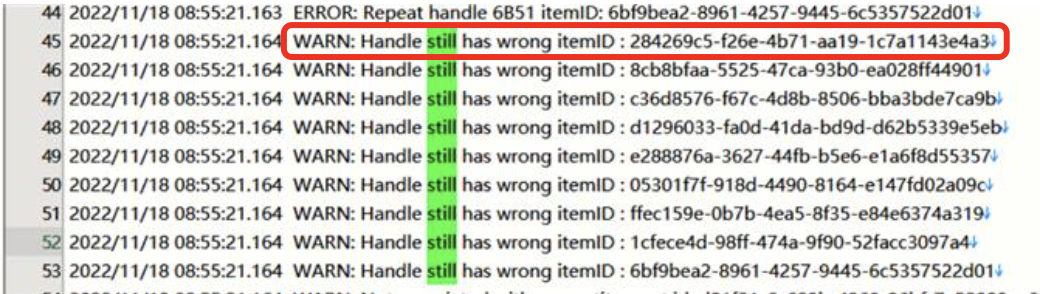 44 2022/11/18 08:55:21.163 ERROR: Repeat handle 6B51 itemID: 6bf9bea2-8961-4257-9445-6c5357522d01↓
45 2022/11/18 08:55:21.164 WARN: Handle still has wrong itemID : 284269c5-f26e-4b71-aa19-1c7a1143e4a3↓
46 2022/11/18 08:55:21.164 WARN: Handle still has wrong itemID : 8cb8bfaa-5525-47ca-93b0-ea028ff44901↓
47 2022/11/18 08:55:21.164 WARN: Handle still has wrong itemID : c36d8576-f67c-4d8b-8506-bba3bde7ca9b↓
48 2022/11/18 08:55:21.164 WARN: Handle still has wrong itemID : d1296033-fa0d-41da-bd9d-d62b5339e5eb↓
49 2022/11/18 08:55:21.164 WARN: Handle still has wrong itemID : e288876a-3627-44fb-b5e6-e1a6f8d55357↓
50 2022/11/18 08:55:21.164 WARN: Handle still has wrong itemID : 05301f7f-918d-4490-8164-e147fd02a09c↓
51 2022/11/18 08:55:21.164 WARN: Handle still has wrong itemID : ffec159e-0b7b-4ea5-8f35-e84e6374a319↓
52 2022/11/18 08:55:21.164 WARN: Handle still has wrong itemID : 1cfece4d-98ff-474a-9f90-52facc3097a4↓
53 2022/11/18 08:55:21.164 WARN: Handle still has wrong itemID : 6bf9bea2-8961-4257-9445-6c5357522d01↓